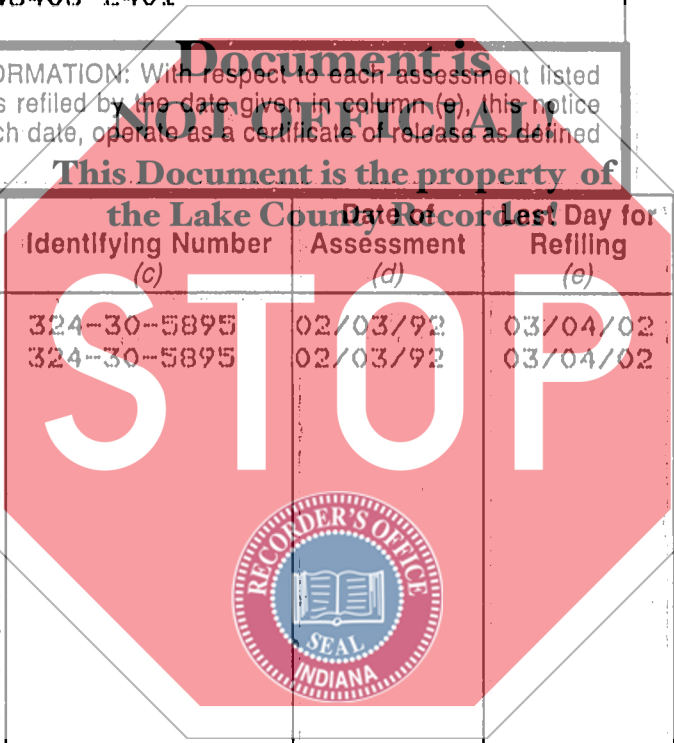 Document is
ORMATION: With respect to each assessment listed
s refiled by the date given in column (e), this notice
NOT OFFICIAL!
ch date, operate as a certificate of release as defined
This Document is the property of
the Lake County Recorder!
Date of Last Day for
Identifying Number Assessment Refiling
(c) (d) (e)
324-30-5895 02/03/92 03/04/02
324-30-5895 02/03/92 03/04/02
STOP
RECORDER'S OFFICE
SEAL
INDIANA